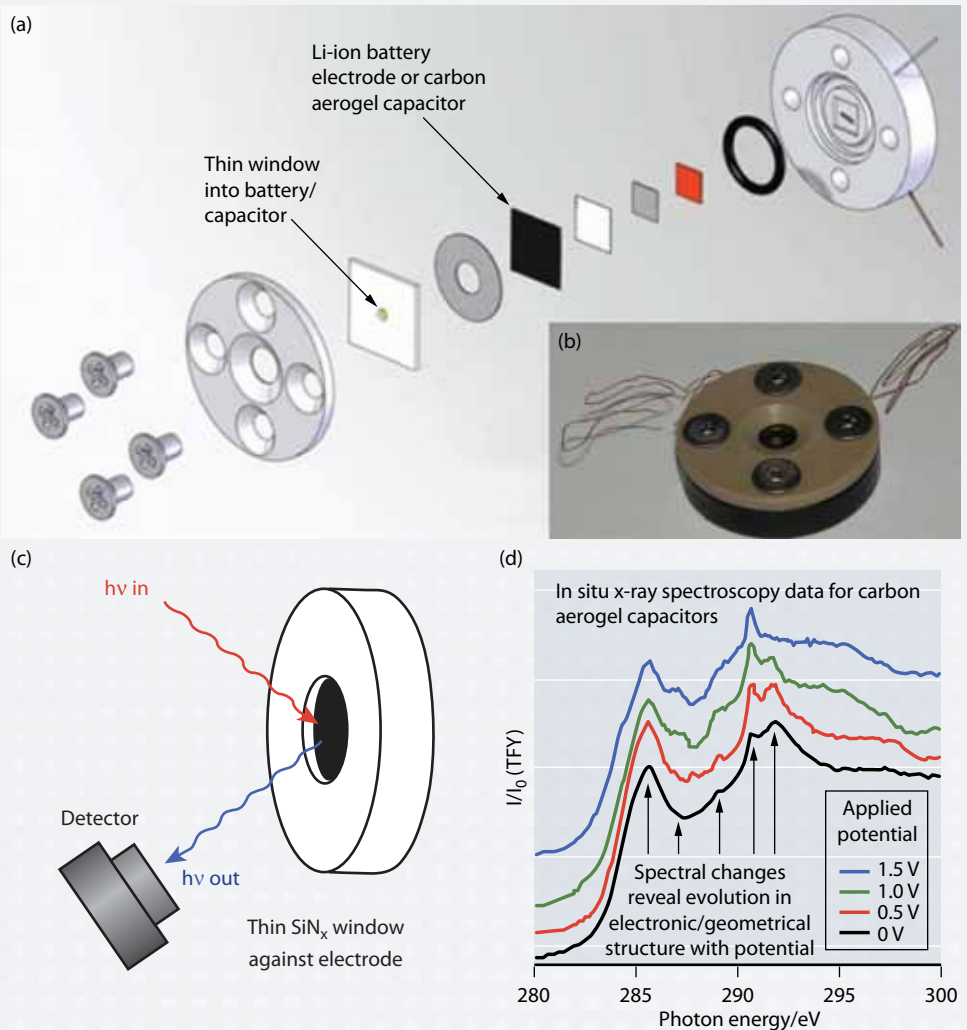 (a)
Li-ion battery
electrode or carbon
aerogel capacitor
Thin window
into battery/
capacitor
(b)
(c)
hν in
Detector
hν out
Thin SiNx window
against electrode
(d)
In situ x-ray spectroscopy data for carbon
aerogel capacitors
I/I0 (TFY)
Applied
potential
1.5 V
1.0 V
0.5 V
0 V
Spectral changes
reveal evolution in
electronic/geometrical
structure with potential
280
285
290
295
300
Photon energy/eV